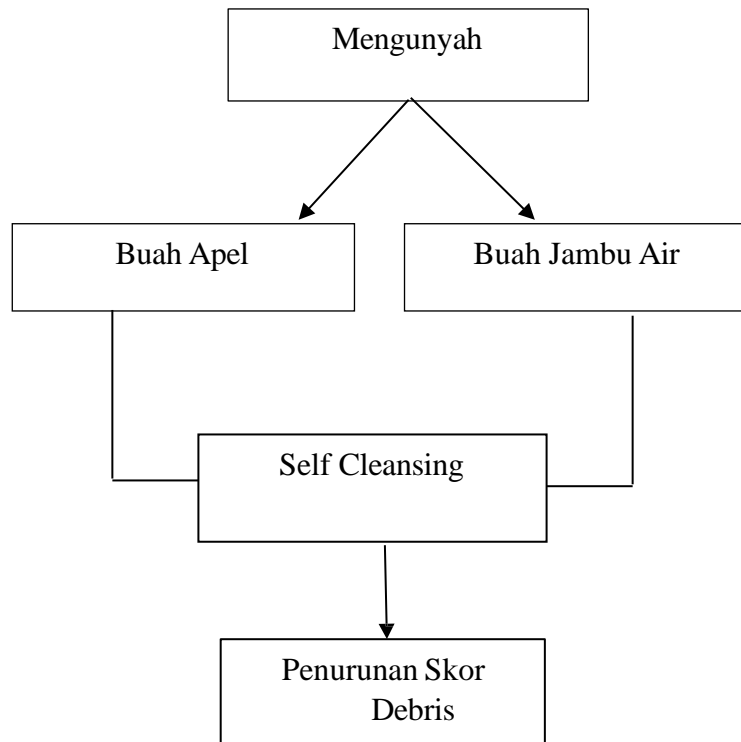 Mengunyah
Buah Apel
Buah Jambu Air
Self Cleansing
Penurunan Skor
Debris